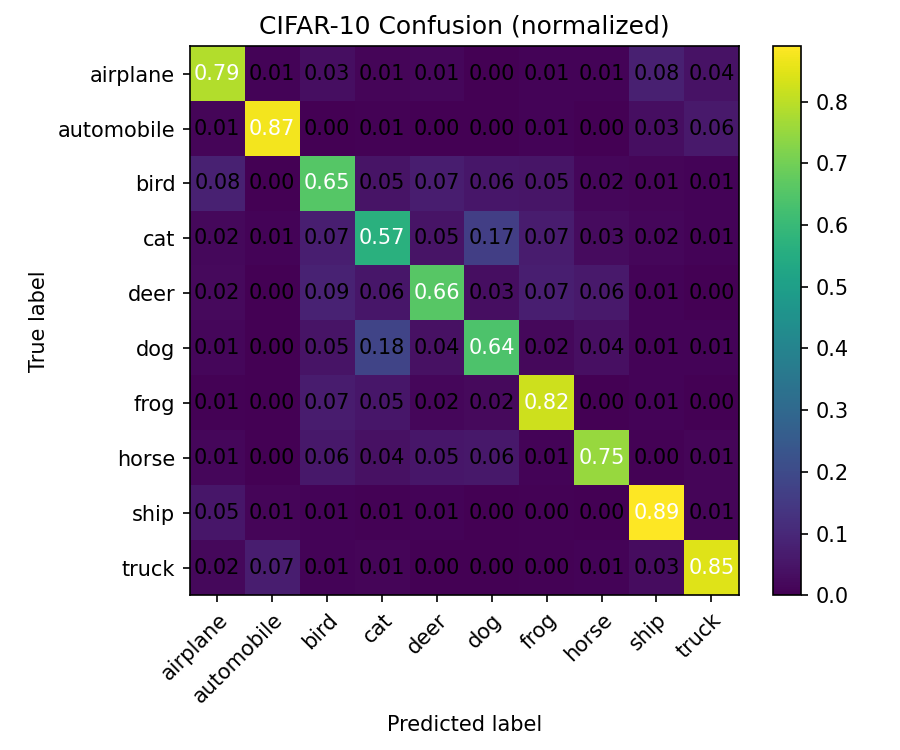 CIFAR-10 Confusion (normalized)
airplane 0.79 0.01 0.03 0.01 0.01 0.00 0.01 0.01 0.08 0.04
automobile 0.01 0.87 0.00 0.01 0.00 0.00 0.01 0.00 0.03 0.06
bird 0.08 0.00 0.65 0.05 0.07 0.06 0.05 0.02 0.01 0.01
cat 0.02 0.01 0.07 0.57 0.05 0.17 0.07 0.03 0.02 0.01
deer 0.02 0.00 0.09 0.06 0.66 0.03 0.07 0.06 0.01 0.00
dog 0.01 0.00 0.05 0.18 0.04 0.64 0.02 0.04 0.01 0.01
frog 0.01 0.00 0.07 0.05 0.02 0.02 0.82 0.00 0.01 0.00
horse 0.01 0.00 0.06 0.04 0.05 0.06 0.01 0.75 0.00 0.01
ship 0.05 0.01 0.01 0.01 0.01 0.00 0.00 0.00 0.89 0.01
truck 0.02 0.07 0.01 0.01 0.00 0.00 0.00 0.01 0.03 0.85
True label
airplane automobile bird cat deer dog frog horse ship truck
Predicted label
0.8
0.7
0.6
0.5
0.4
0.3
0.2
0.1
0.0